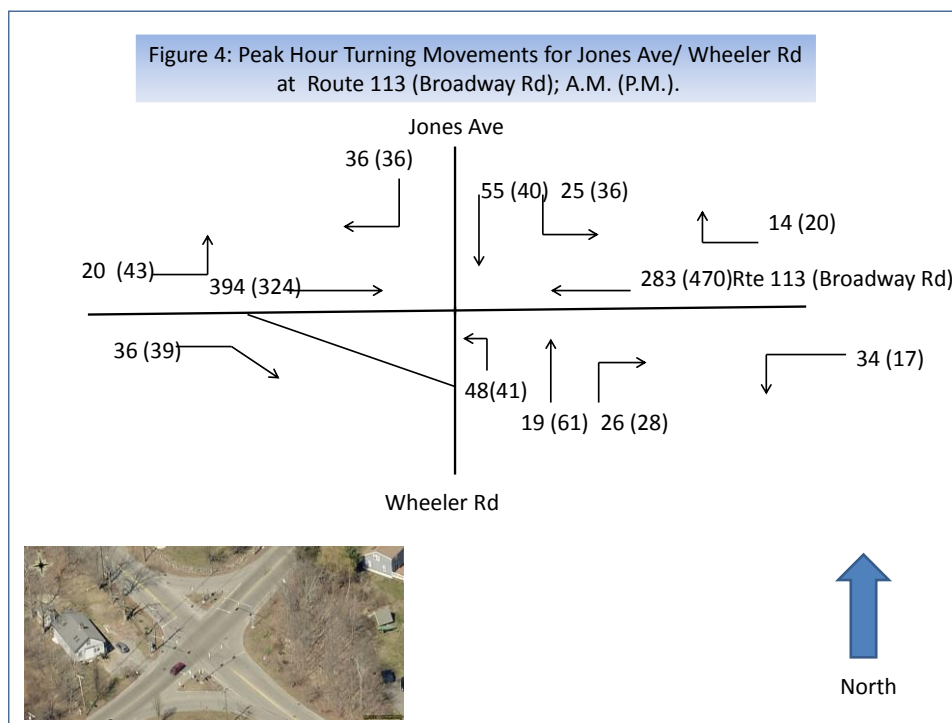 Figure 4: Peak Hour Turning Movements for Jones Ave/ Wheeler Rd
at Route 113 (Broadway Rd); A.M. (P.M.).
Jones Ave
36 (36)
55 (40) 25 (36)
14 (20)
20 (43)
394 (324)
283 (470)Rte 113 (Broadway Rd)
36 (39)
34 (17)
48(41)
19 (61) 26 (28)
Wheeler Rd
North